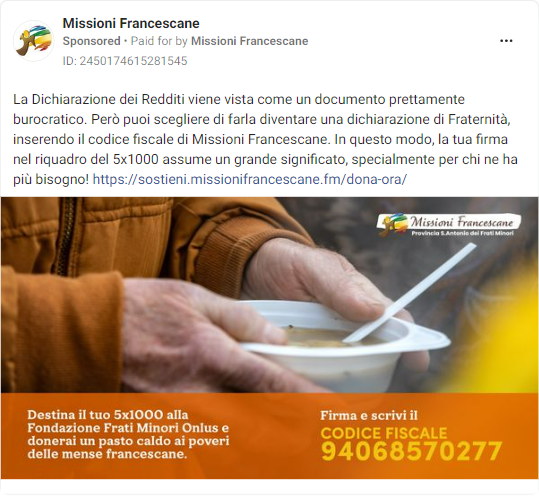 Missioni Francescane
Sponsored • Paid for by Missioni Francescane
ID: 2450174615281545
La Dichiarazione dei Redditi viene vista come un documento prettamente
burocratico. Però puoi scegliere di farla diventare una dichiarazione di Fraternità,
inserendo il codice fiscale di Missioni Francescane. In questo modo, la tua firma
nel riquadro del 5x1000 assume un grande significato, specialmente per chi ne ha
più bisogno! https://sostieni.missionifrancescane.fm/dona-ora/
Missioni Francescane
Provincia S.Antonio dei Frati Minori
Destina il tuo 5x1000 alla
Fondazione Frati Minori Onlus e
donerai un pasto caldo ai poveri
delle mense francescane.
Firma e scrivi il
CODICE FISCALE
94068570277